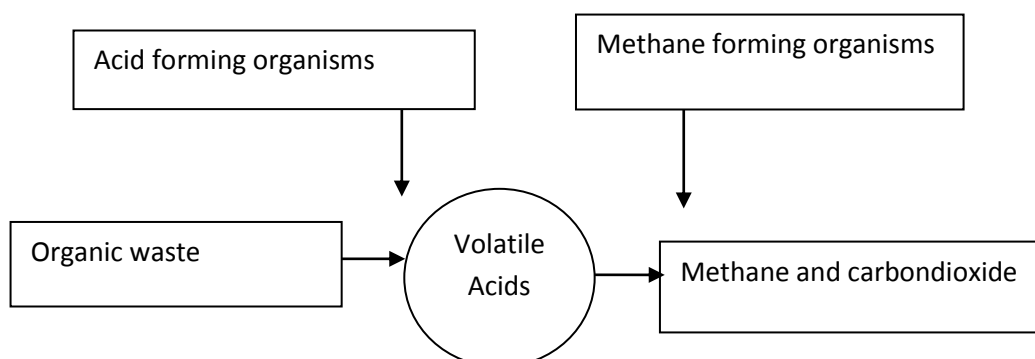 Acid forming organisms
Methane forming organisms
Organic waste
Volatile
Acids
Methane and carbondioxide